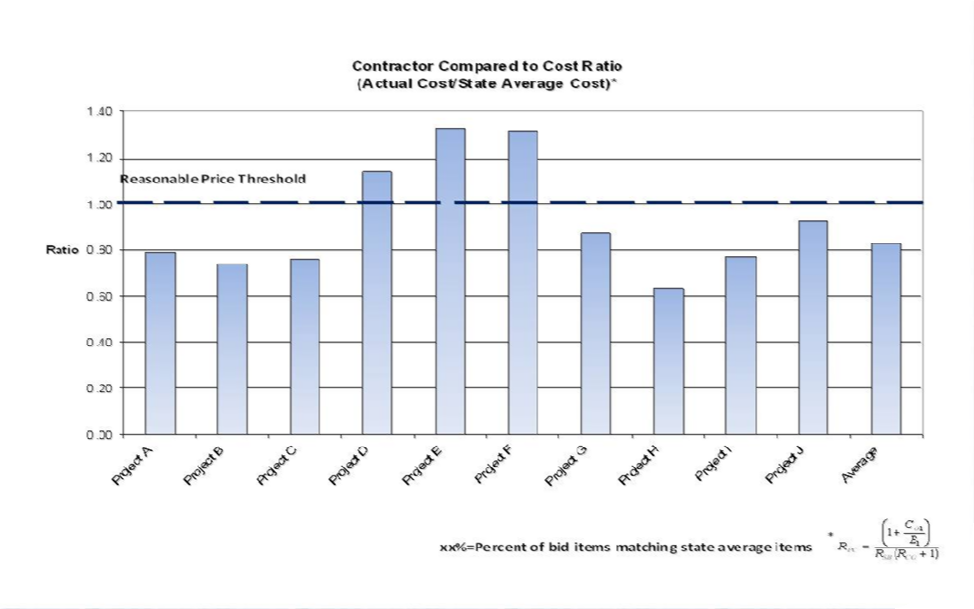 Contractor Compared to Cost Ratio
(Actual Cost/State Average Cost)*
1.40
1.20
Reasonable Price Threshold
1.00
Ratio 0.80
0.60
0.40
0.20
0.00
Project A Project B Project C Project D Project E Project F Project G Project H Project I Project J Average
xx%=Percent of bid items matching state average items